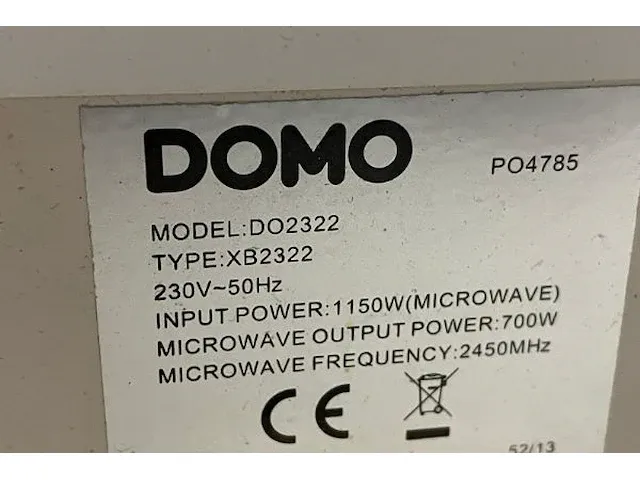 DOMO
PO4785
MODEL:DO2322
TYPE:XB2322
230V~50Hz
INPUT POWER:1150W(MICROWAVE)
MICROWAVE OUTPUT POWER:700W
MICROWAVE FREQUENCY:2450MHz
CE
52/13